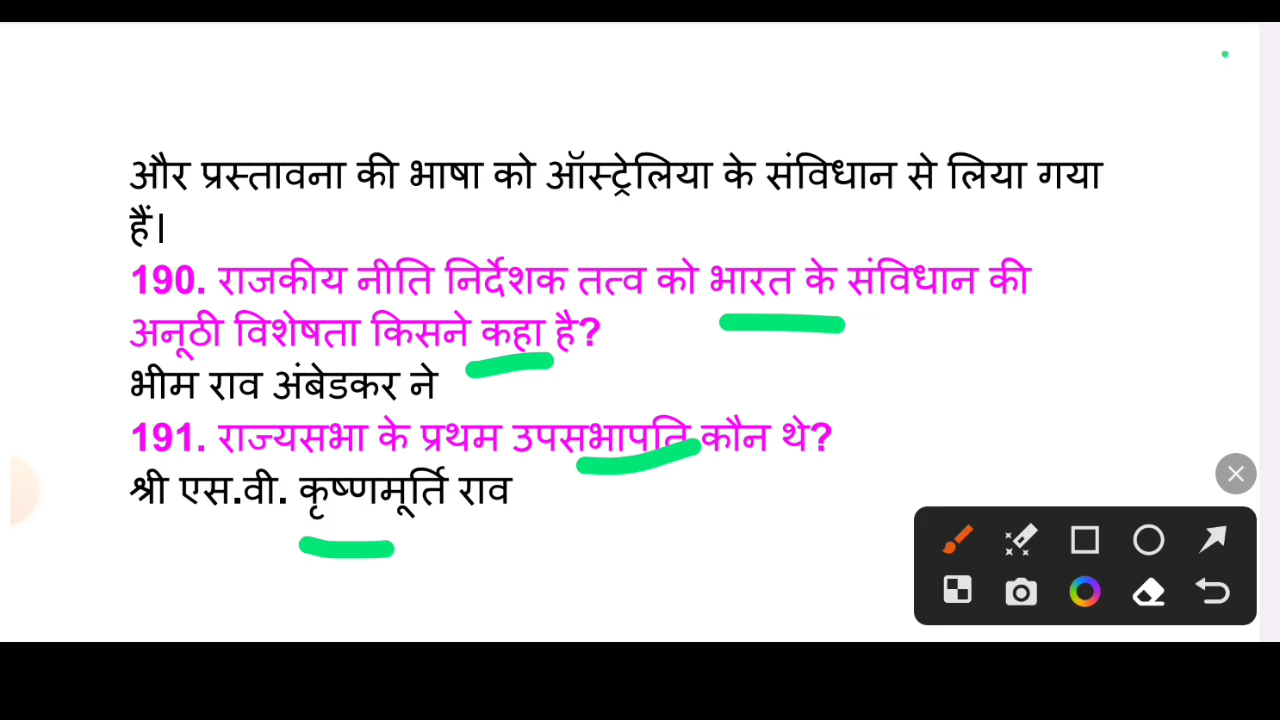 और प्रस्तावना की भाषा को ऑस्ट्रेलिया के संविधान से लिया गया
हैं।
190. राजकीय नीति निर्देशक तत्व को भारत के संविधान की
अनूठी विशेषता किसने कहा है?
भीम राव अंबेडकर ने
191. राज्यसभा के प्रथम उपसभापति कौन थे?
श्री एस.वी. कृष्णमूर्ति राव